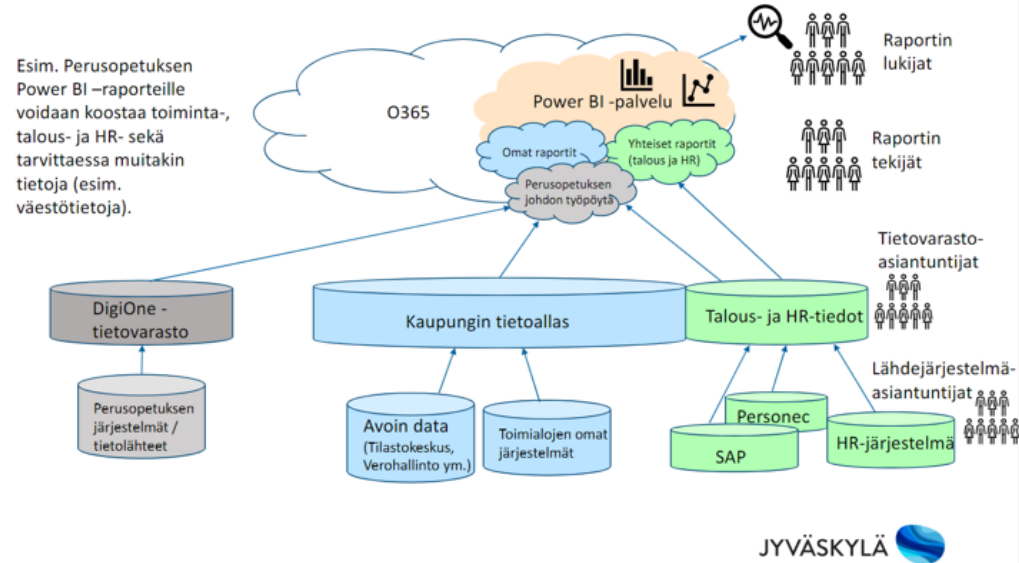 Esim. Perusopetuksen
Power BI –raporteille
voidaan koostaa toiminta-,
talous- ja HR- sekä
tarvittaessa muitakin
tietoja (esim.
väestötietoja).
O365
Power BI -palvelu
Omat raportit
Yhteiset raportit
(talous ja HR)
Perusopetuksen
johdon työpöytä
Raportin
lukijat
Raportin
tekijät
Tietovarasto-
asiantuntijat
DigiOne -
tietovarasto
Kaupungin tietoallas
Talous- ja HR-tiedot
Lähdejärjestelmä-
asiantuntijat
Perusopetuksen
järjestelmät /
tietolähteet
Avoin data
(Tilastokeskus,
Verohallinto ym.)
Toimialojen omat
järjestelmät
Personec
SAP
HR-järjestelmä
JYVÄSKYLÄ